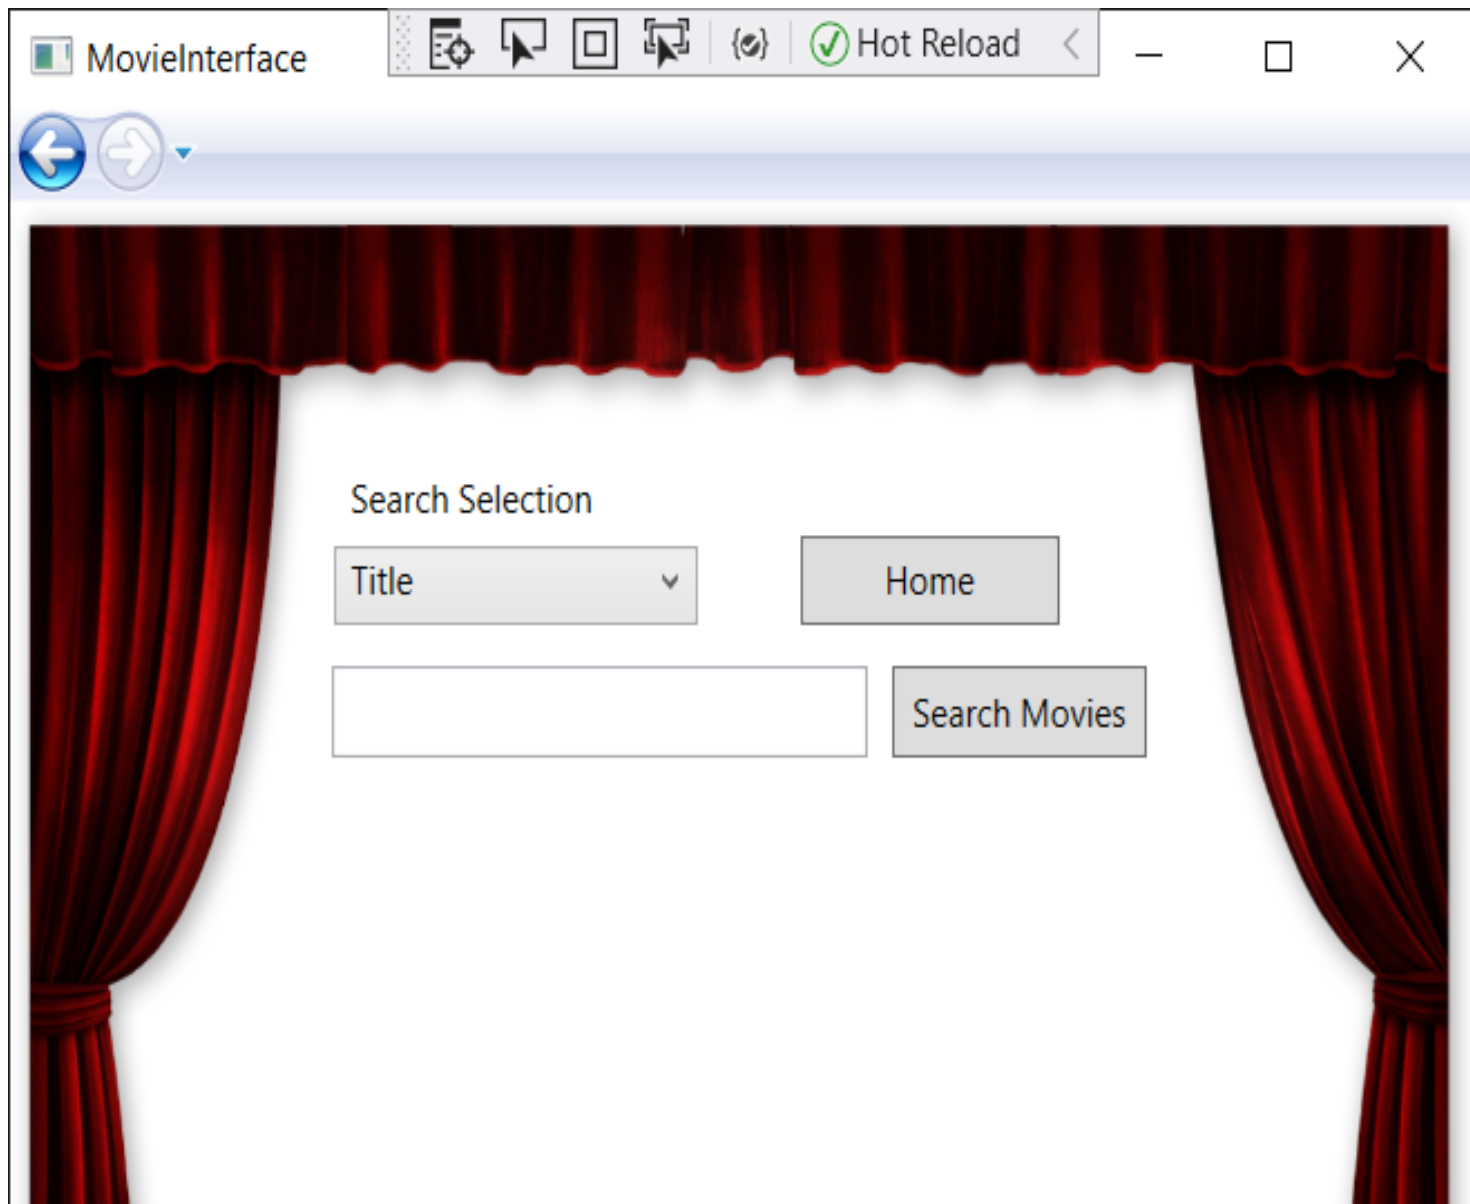 MovieInterface
Hot Reload
Search Selection
Title
Home
Search Movies